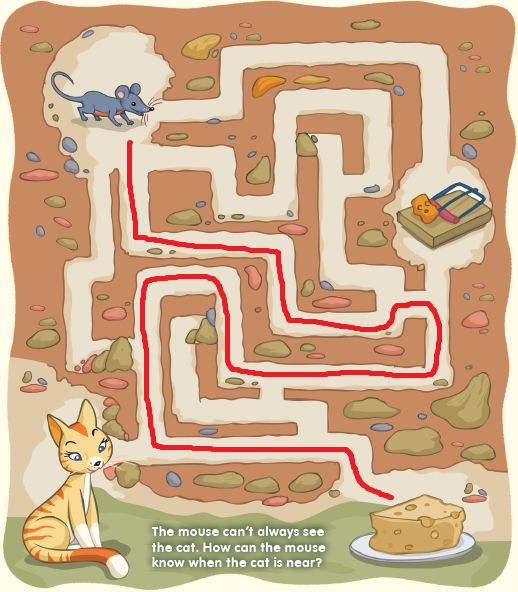 The mouse can't always see
the cat. How can the mouse
know when the cat is near?